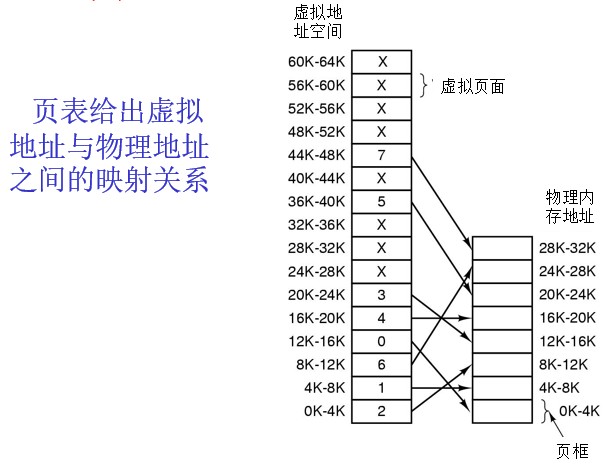 虚拟地
址空间
页表给出虚拟
地址与物理地址
之间的映射关系
60K-64K X
56K-60K X 虚拟页面
52K-56K X
48K-52K X
44K-48K 7
40K-44K X
36K-40K 5
32K-36K X
28K-32K X
24K-28K X
20K-24K 3
16K-20K 4
12K-16K 0
8K-12K 6
4K-8K 1
0K-4K 2
物理内
存地址
28K-32K
24K-28K
20K-24K
16K-20K
12K-16K
8K-12K
4K-8K
0K-4K
页框